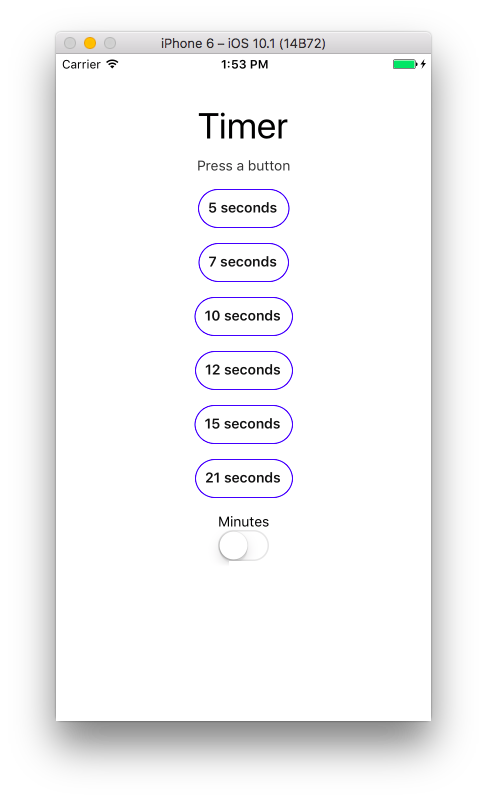 iPhone 6 – iOS 10.1 (14B72)
Carrier 1:53 PM
Timer
Press a button
5 seconds
7 seconds
10 seconds
12 seconds
15 seconds
21 seconds
Minutes